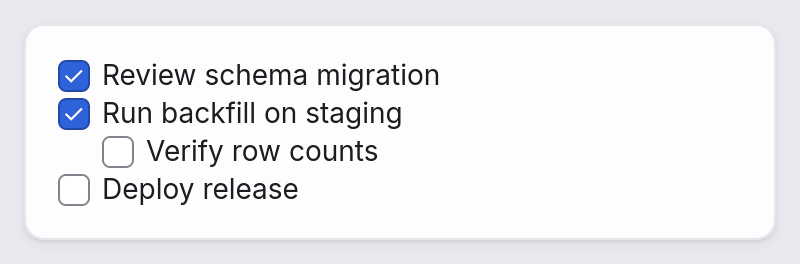 Review schema migration
Run backfill on staging
Verify row counts
Deploy release